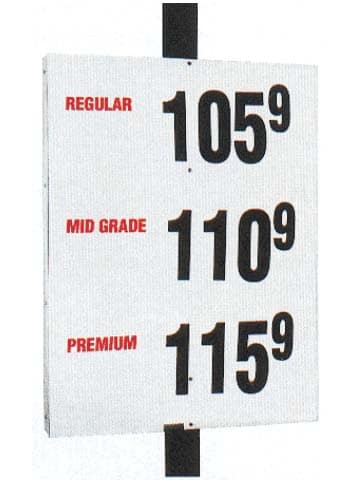 REGULAR 105⁹
MID GRADE 110⁹
PREMIUM 115⁹